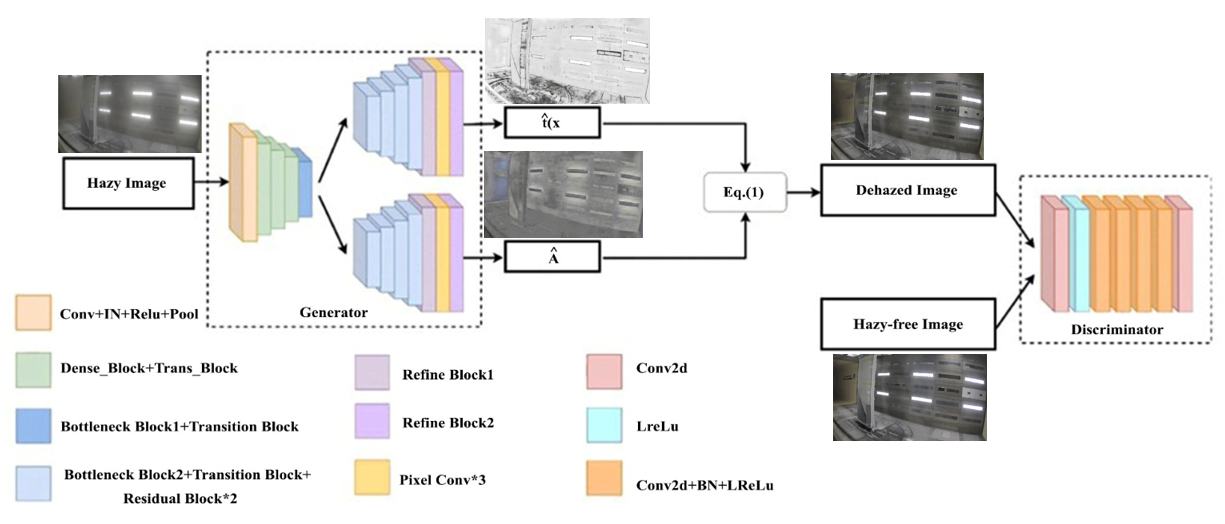 Hazy Image
t̂(x
Â
Eq.(1)
Dehazed Image
Hazy-free Image
Generator
Discriminator
Conv+IN+Relu+Pool
Dense_Block+Trans_Block
Bottleneck Block1+Transition Block
Bottleneck Block2+Transition Block+
Residual Block*2
Refine Block1
Refine Block2
Pixel Conv*3
Conv2d
LreLu
Conv2d+BN+LReLu